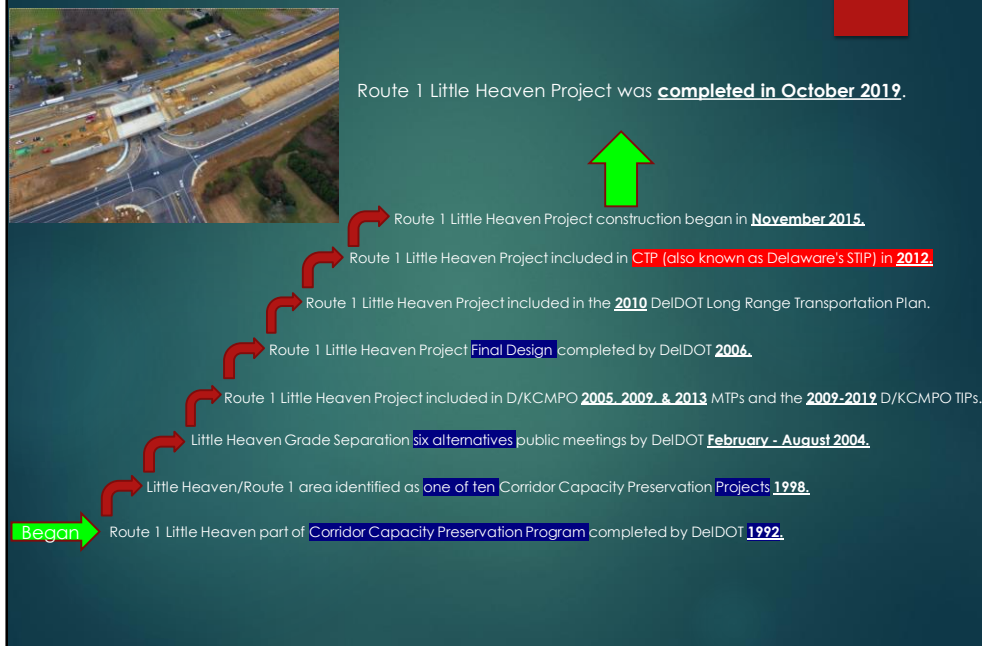 Route 1 Little Heaven Project was completed in October 2019.
Route 1 Little Heaven Project construction began in November 2015.
Route 1 Little Heaven Project included in CTP (also known as Delaware's STIP) in 2012.
Route 1 Little Heaven Project included in the 2010 DelDOT Long Range Transportation Plan.
Route 1 Little Heaven Project Final Design completed by DelDOT 2006.
Route 1 Little Heaven Project included in D/KCMPO 2005, 2009, & 2013 MTPs and the 2009-2019 D/KCMPO TIPs.
Little Heaven Grade Separation six alternatives public meetings by DelDOT February - August 2004.
Little Heaven/Route 1 area identified as one of ten Corridor Capacity Preservation Projects 1998.
Began Route 1 Little Heaven part of Corridor Capacity Preservation Program completed by DelDOT 1992.